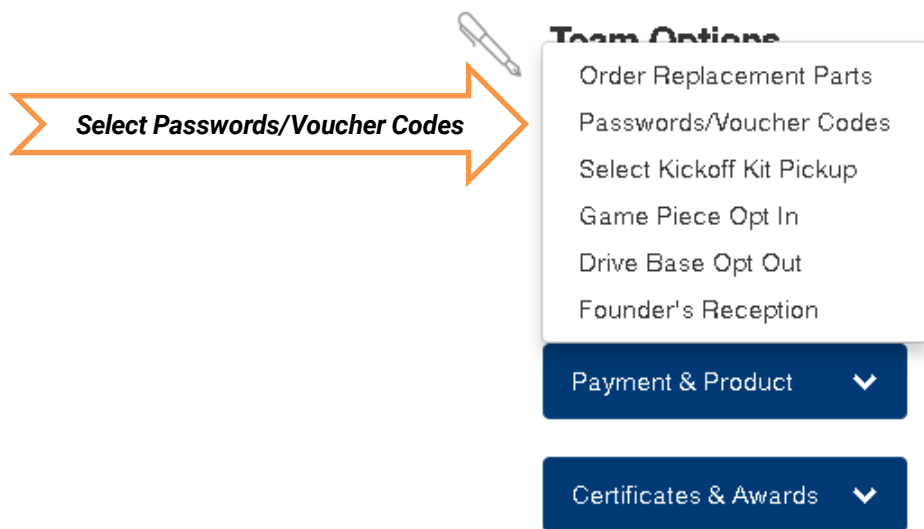 Team Options
Order Replacement Parts
Select Passwords/Voucher Codes
Passwords/Voucher Codes
Select Kickoff Kit Pickup
Game Piece Opt In
Drive Base Opt Out
Founder's Reception
Payment & Product
Certificates & Awards